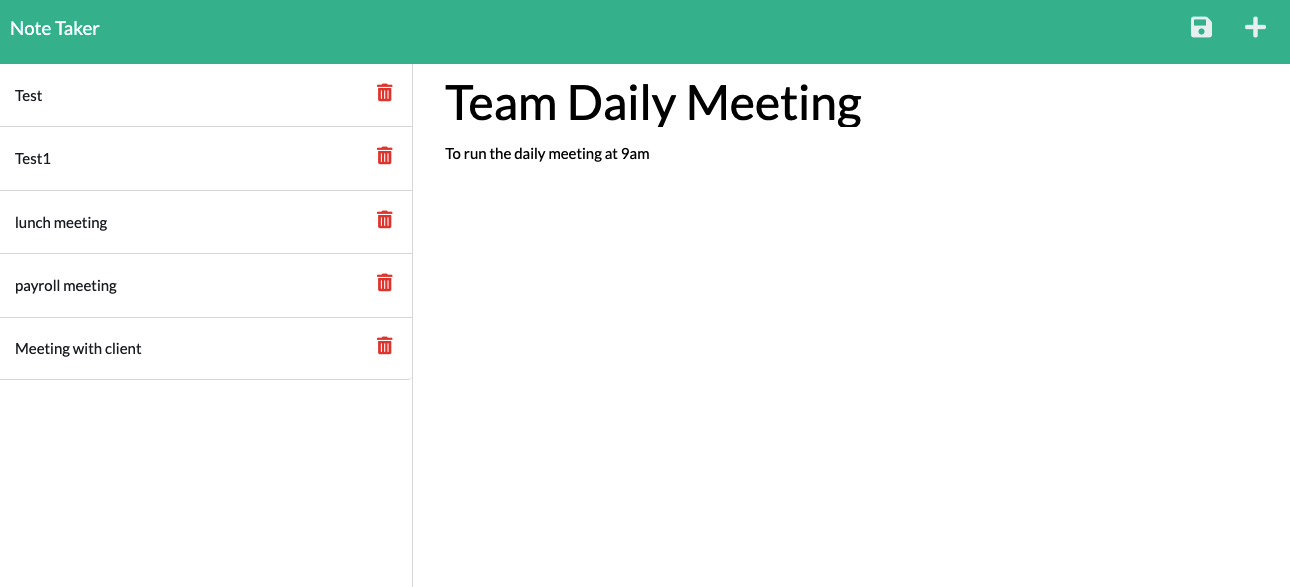 Note Taker
Test
Test1
lunch meeting
payroll meeting
Meeting with client
Team Daily Meeting
To run the daily meeting at 9am